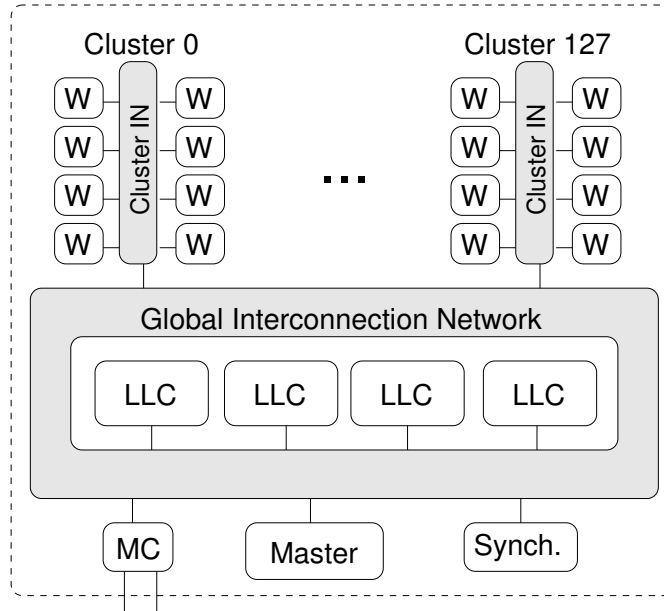 Cluster 0 Cluster 127
W Cluster IN W W Cluster IN W
W W W W
W W ... W W
W W W W
Global Interconnection Network
LLC LLC LLC LLC
MC Master Synch.